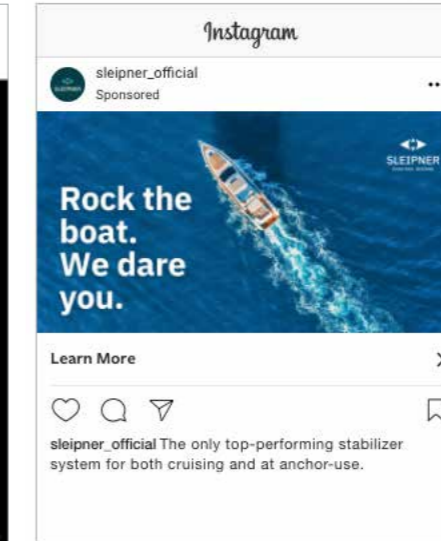 Instagram
sleipner_official
Sponsored
SLEIPNER
Rock the
boat.
We dare
you.
Learn More
sleipner_official The only top-performing stabilizer
system for both cruising and at anchor-use.